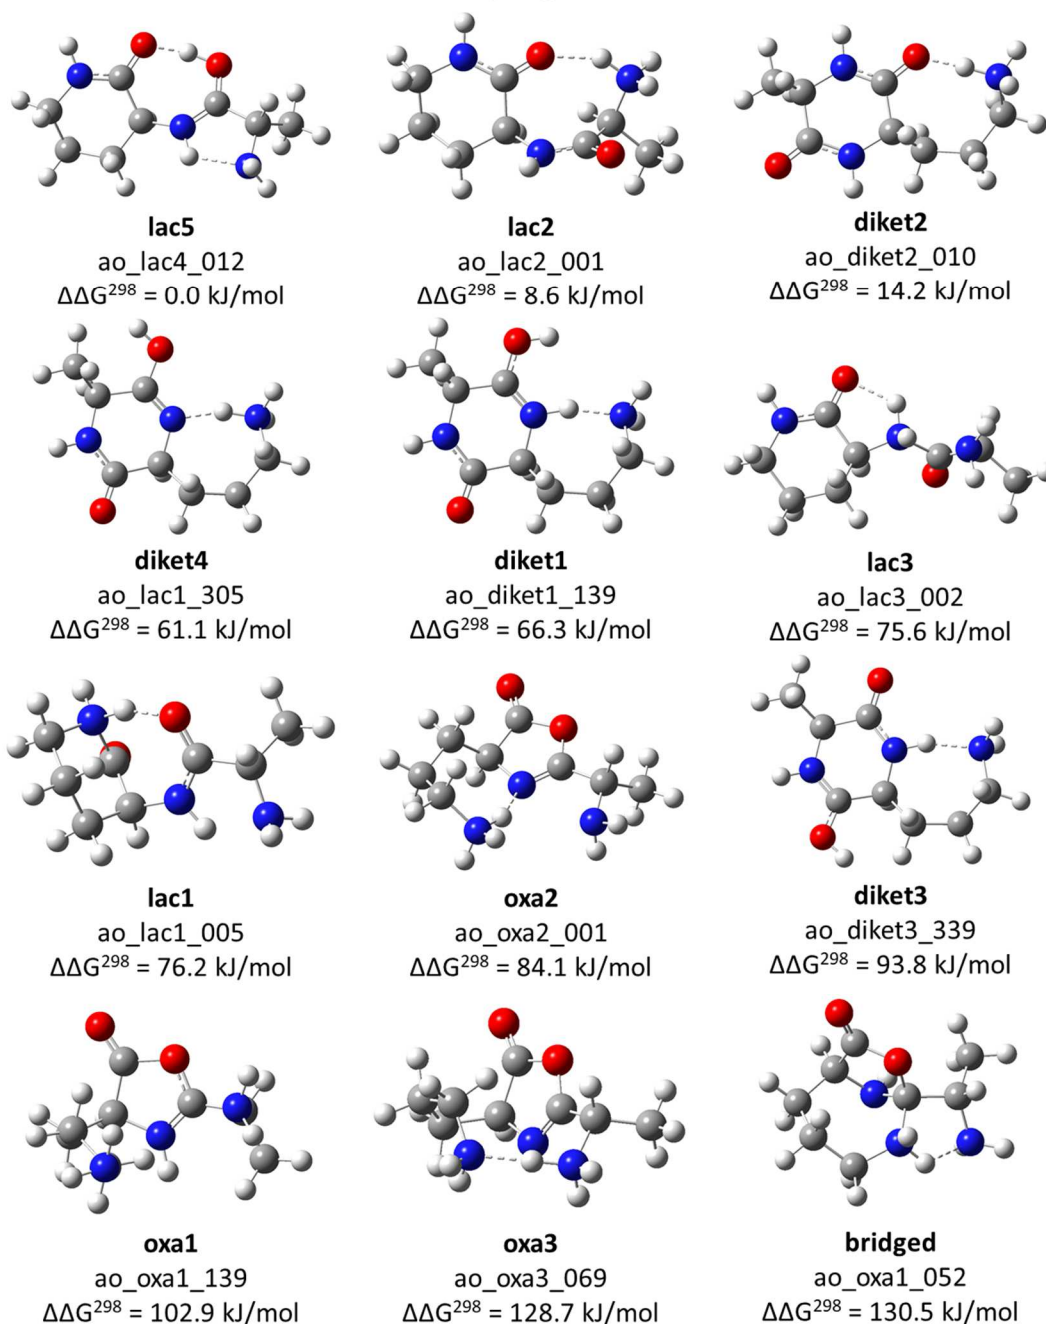 lac5
ao_lac4_012
ΔΔG²⁹⁸ = 0.0 kJ/mol
lac2
ao_lac2_001
ΔΔG²⁹⁸ = 8.6 kJ/mol
diket2
ao_diket2_010
ΔΔG²⁹⁸ = 14.2 kJ/mol
diket4
ao_lac1_305
ΔΔG²⁹⁸ = 61.1 kJ/mol
diket1
ao_diket1_139
ΔΔG²⁹⁸ = 66.3 kJ/mol
lac3
ao_lac3_002
ΔΔG²⁹⁸ = 75.6 kJ/mol
lac1
ao_lac1_005
ΔΔG²⁹⁸ = 76.2 kJ/mol
oxa2
ao_oxa2_001
ΔΔG²⁹⁸ = 84.1 kJ/mol
diket3
ao_diket3_339
ΔΔG²⁹⁸ = 93.8 kJ/mol
oxa1
ao_oxa1_139
ΔΔG²⁹⁸ = 102.9 kJ/mol
oxa3
ao_oxa3_069
ΔΔG²⁹⁸ = 128.7 kJ/mol
bridged
ao_oxa1_052
ΔΔG²⁹⁸ = 130.5 kJ/mol